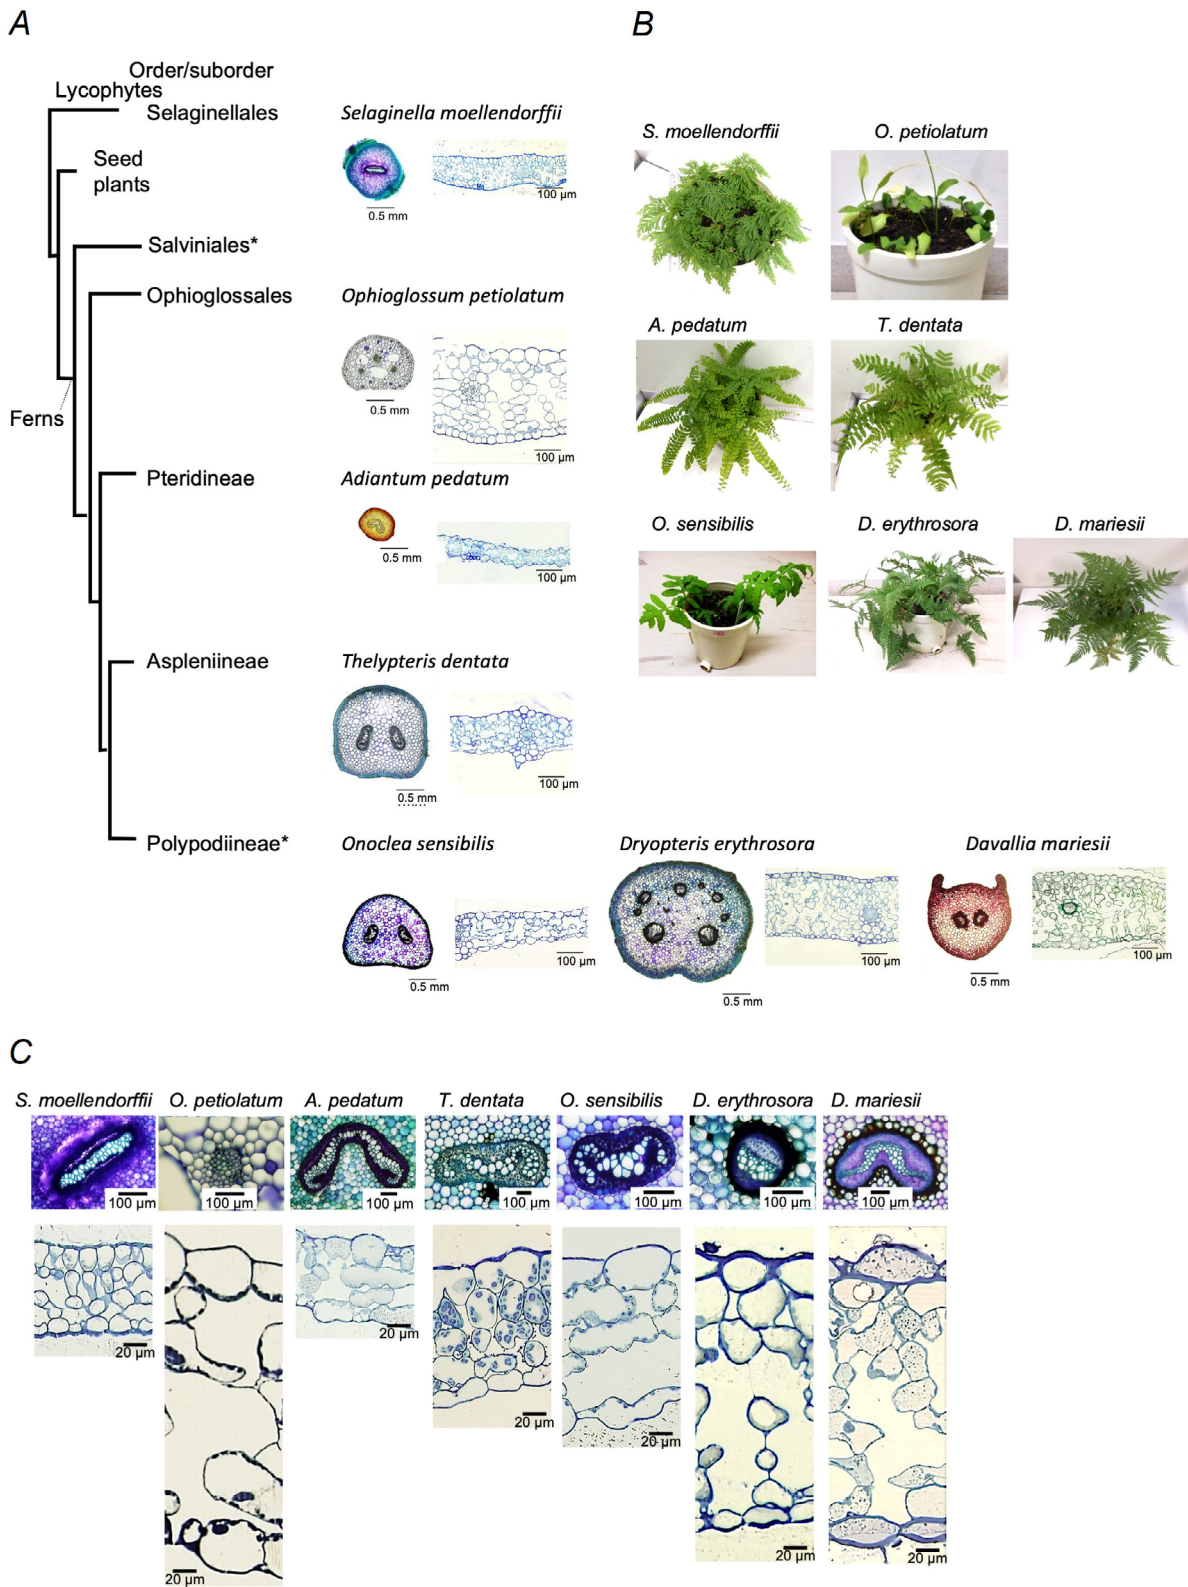 A
B
Order/suborder
Lycophytes
Selaginellales
Selaginella moellendorffii
0.5 mm
100 µm
Seed
plants
Salviniales*
Ophioglossales
Ophioglossum petiolatum
0.5 mm
100 µm
Ferns
Pteridineae
Adiantum pedatum
0.5 mm
100 µm
Aspleniineae
Thelypteris dentata
0.5 mm
100 µm
Polypodiineae*
Onoclea sensibilis
Dryopteris erythrosora
Davallia mariesii
0.5 mm
100 µm
0.5 mm
100 µm
0.5 mm
100 µm
S. moellendorffii
O. petiolatum
A. pedatum
T. dentata
O. sensibilis
D. erythrosora
D. mariesii
C
S. moellendorffii
O. petiolatum
A. pedatum
T. dentata
O. sensibilis
D. erythrosora
D. mariesii
100 µm
100 µm
100 µm
100 µm
100 µm
100 µm
100 µm
20 µm
20 µm
20 µm
20 µm
20 µm
20 µm
20 µm